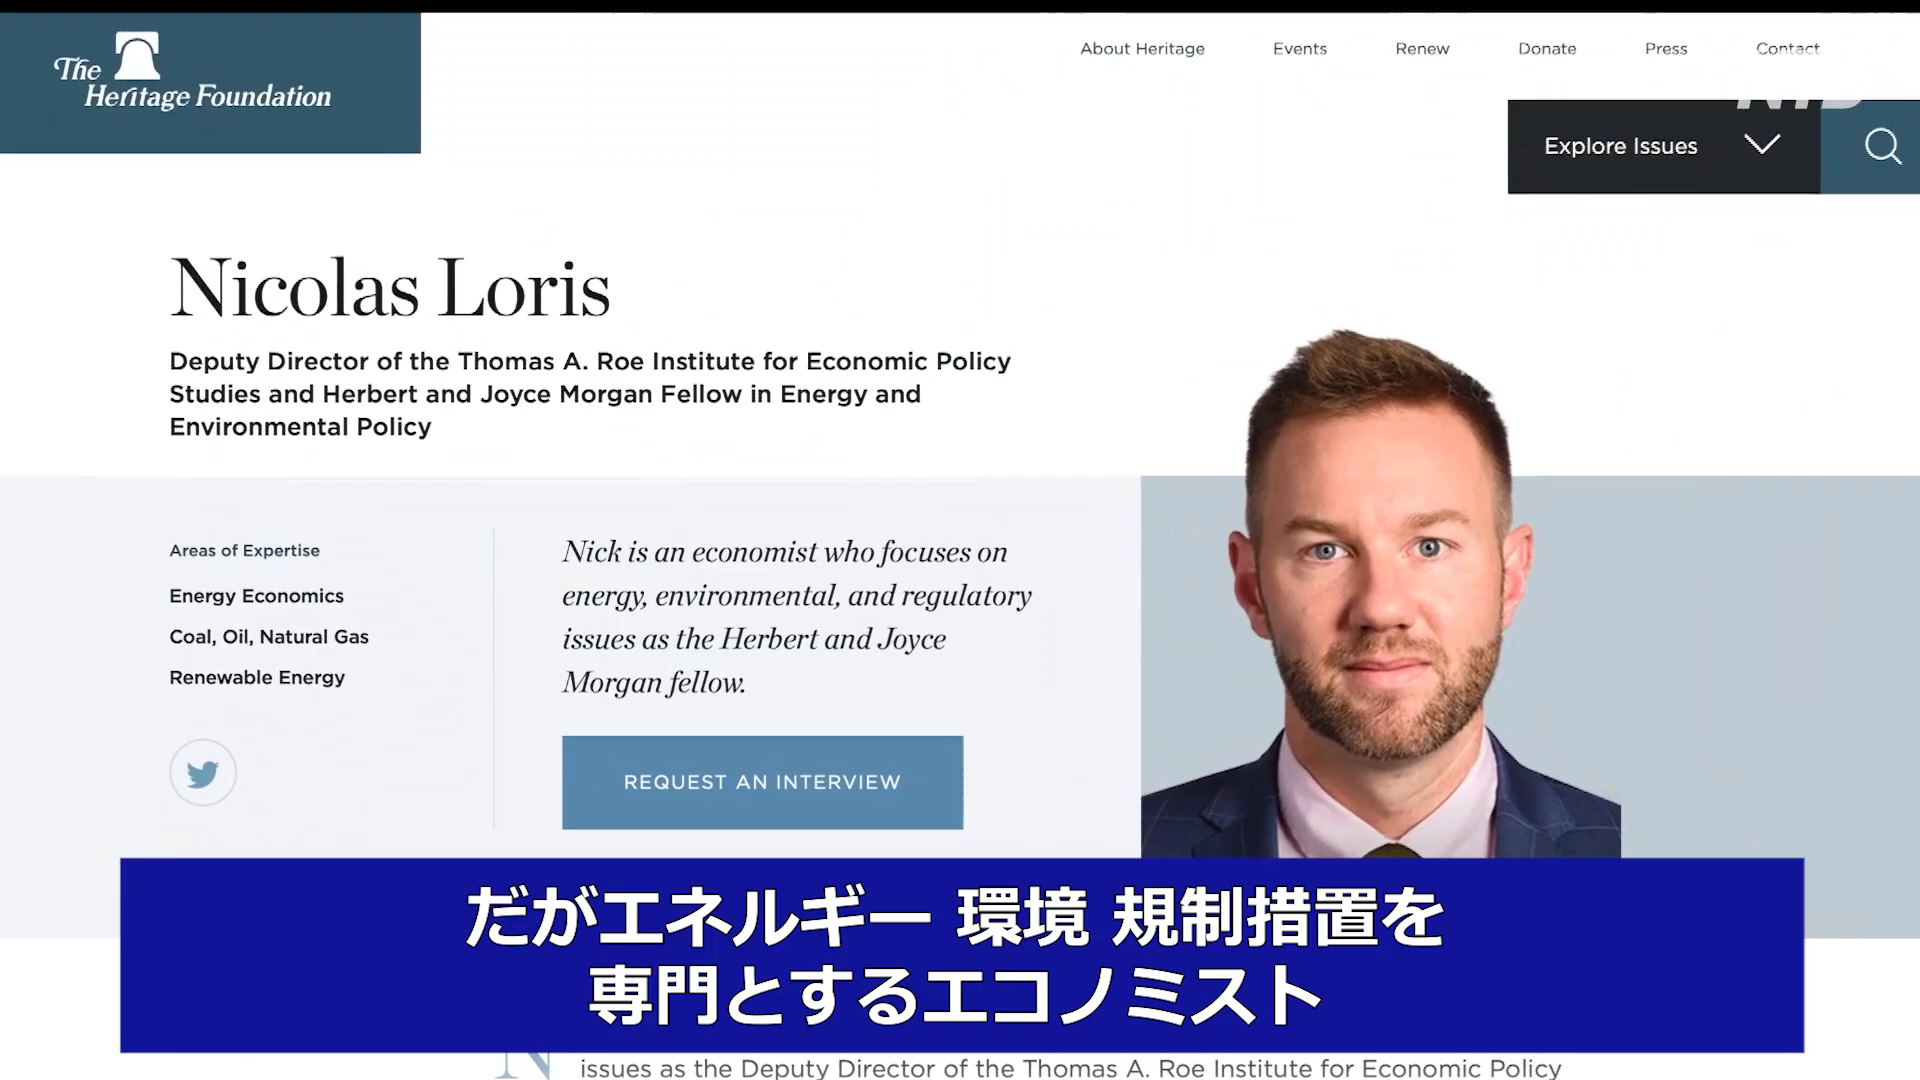 The
Heritage Foundation
About Heritage
Events
Renew
Donate
Press
Contact
NTD
Explore Issues
Nicolas Loris
Deputy Director of the Thomas A. Roe Institute for Economic Policy
Studies and Herbert and Joyce Morgan Fellow in Energy and
Environmental Policy
Areas of Expertise
Energy Economics
Coal, Oil, Natural Gas
Renewable Energy
Nick is an economist who focuses on
energy, environmental, and regulatory
issues as the Herbert and Joyce
Morgan fellow.
REQUEST AN INTERVIEW
だがエネルギー 環境 規制措置を
専門とするエコノミスト
N
issues as the Deputy Director of the Thomas A. Roe Institute for Economic Policy